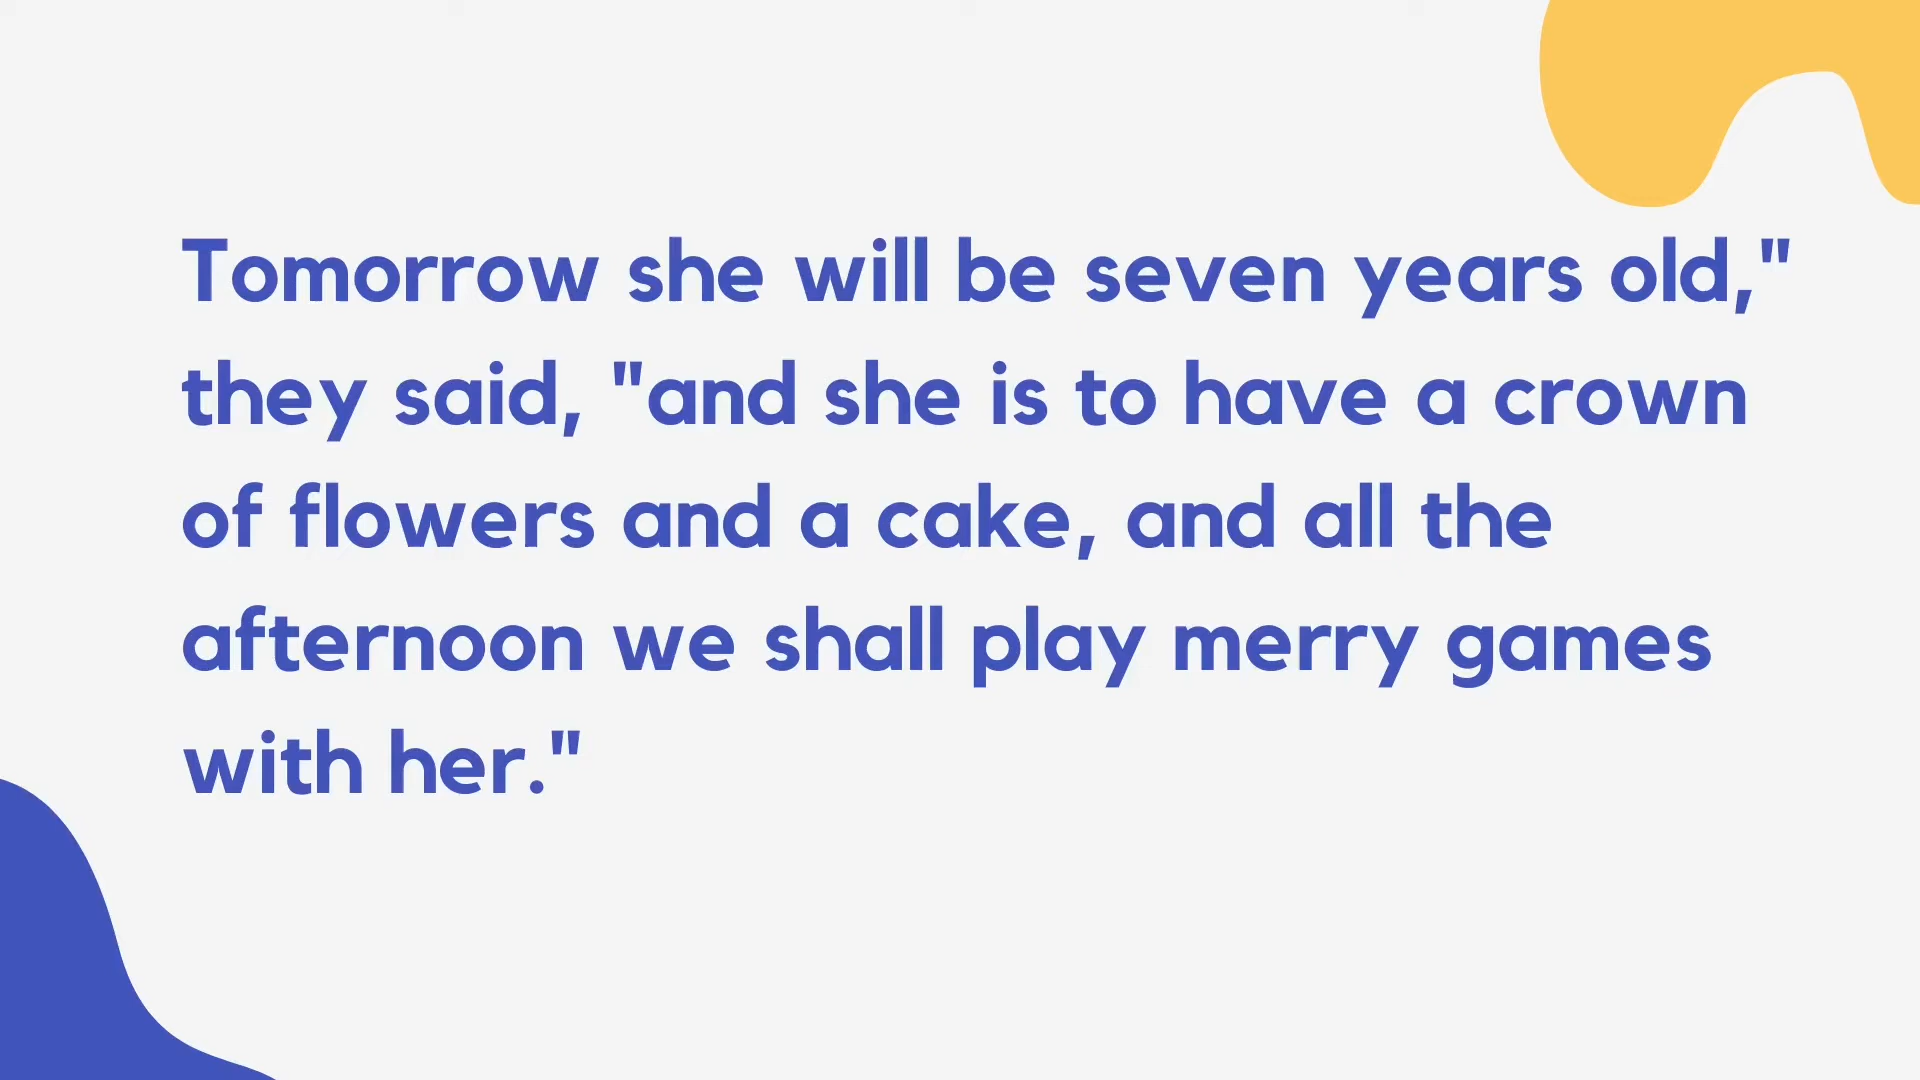 Tomorrow she will be seven years old,"
they said, "and she is to have a crown
of flowers and a cake, and all the
afternoon we shall play merry games
with her."